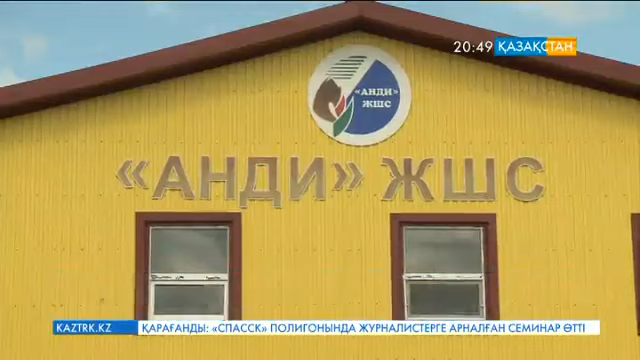 20:49 ҚАЗАҚСТАН
«АНДИ»
ЖШС
«АНДИ» ЖШС
KAZTRK.KZ ҚАРАҒАНДЫ: «СПАССК» ПОЛИГОНЫНДА ЖУРНАЛИСТЕРГЕ АРНАЛҒАН СЕМИНАР ӨТТІ